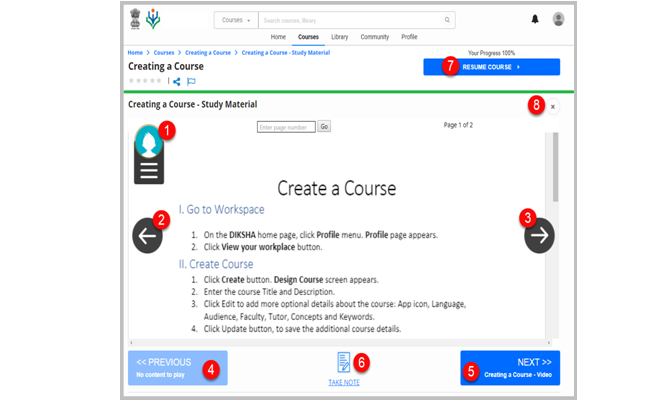 Courses Search courses, library
Home Courses Library Community Profile
Home > Courses > Creating a Course > Creating a Course - Study Material
Your Progress 100%
Creating a Course
7 RESUME COURSE
Creating a Course - Study Material
8 x
Enter page number Go Page 1 of 2
1
Create a Course
I. Go to Workspace
2
3
1. On the DIKSHA home page, click Profile menu. Profile page appears.
2. Click View your workplace button.
II. Create Course
1. Click Create button. Design Course screen appears.
2. Enter the course Title and Description.
3. Click Edit to add more optional details about the course: App icon, Language,
Audience, Faculty, Tutor, Concepts and Keywords.
4. Click Update button, to save the additional course details.
<< PREVIOUS
No content to play
4
6
TAKE NOTE
NEXT >>
5 Creating a Course - Video